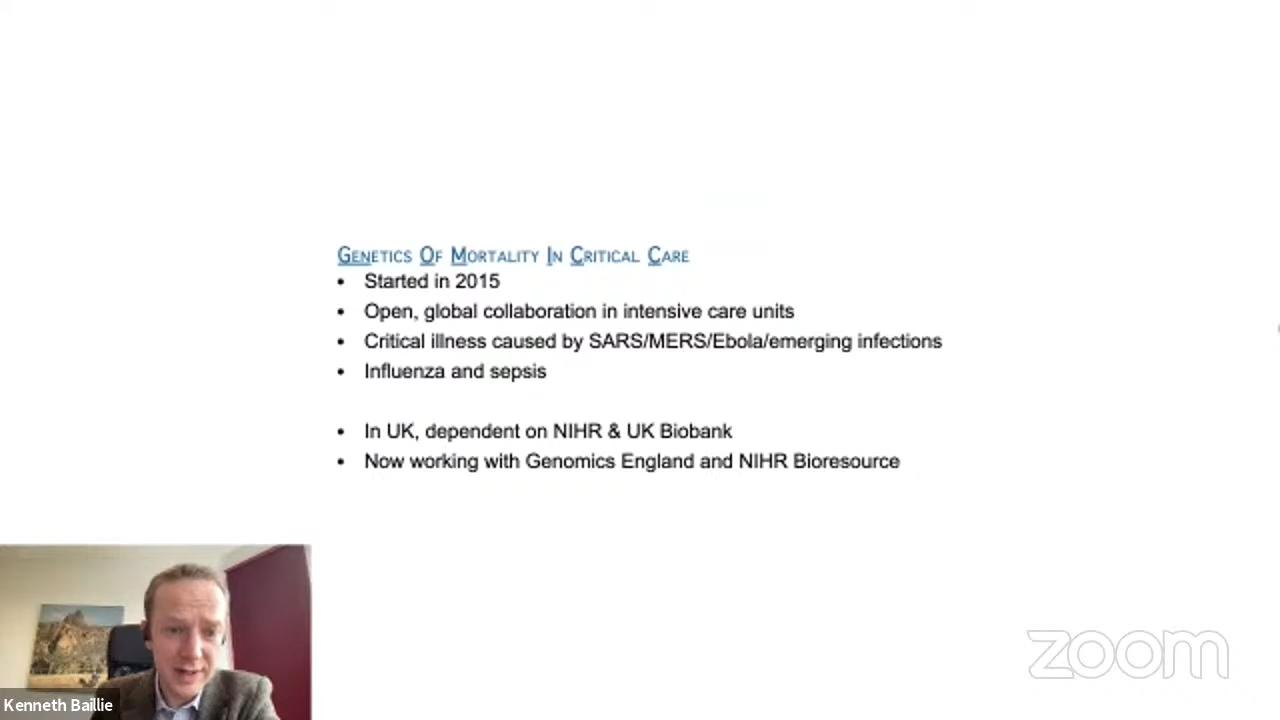 GENETICS OF MORTALITY IN CRITICAL CARE
• Started in 2015
• Open, global collaboration in intensive care units
• Critical illness caused by SARS/MERS/Ebola/emerging infections
• Influenza and sepsis
• In UK, dependent on NIHR & UK Biobank
• Now working with Genomics England and NIHR Bioresource
zoom
Kenneth Baillie